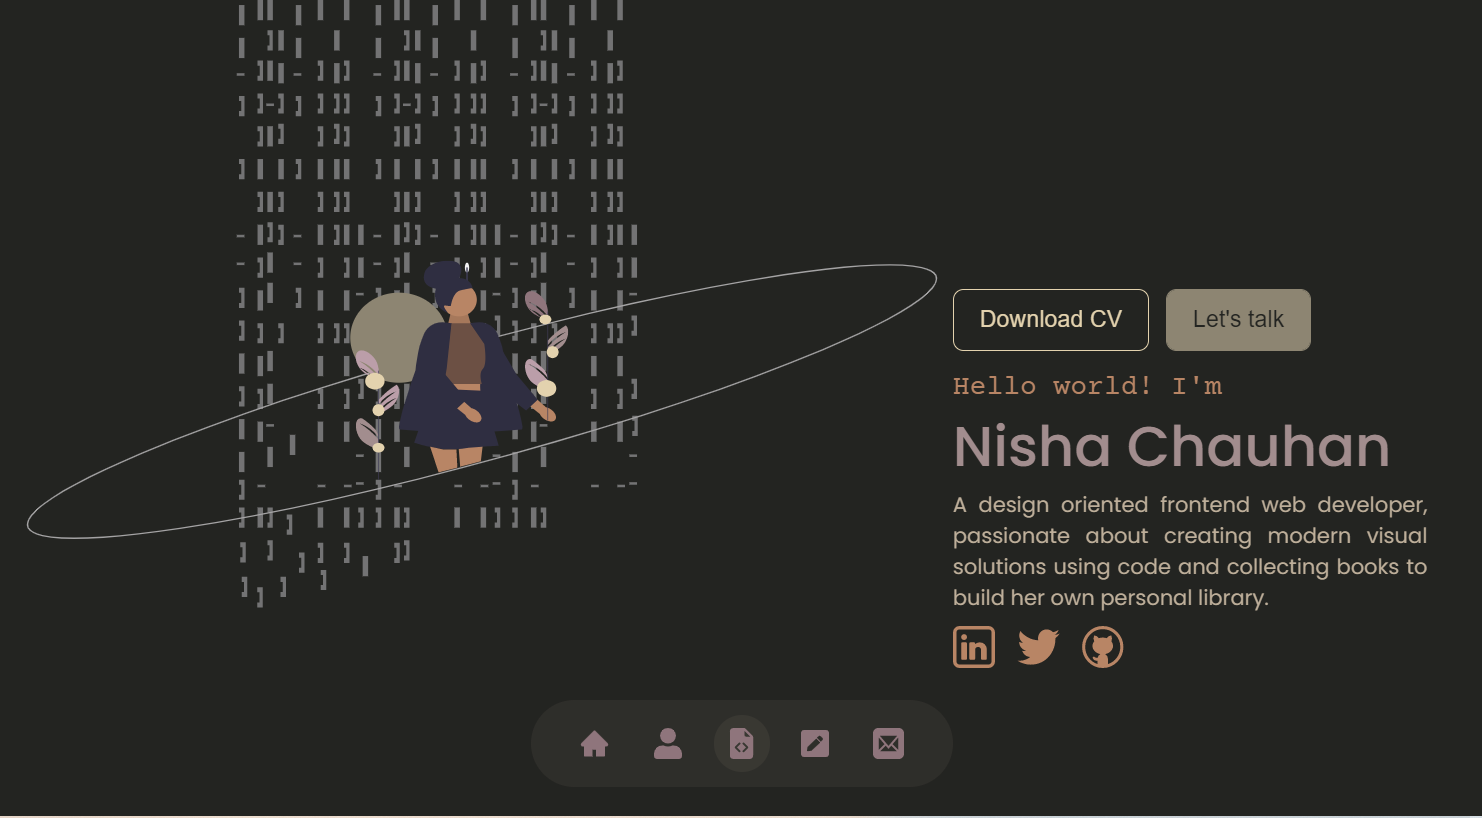 Download CV
Let's talk
Hello world! I'm
Nisha Chauhan
A design oriented frontend web developer,
passionate about creating modern visual
solutions using code and collecting books to
build her own personal library.